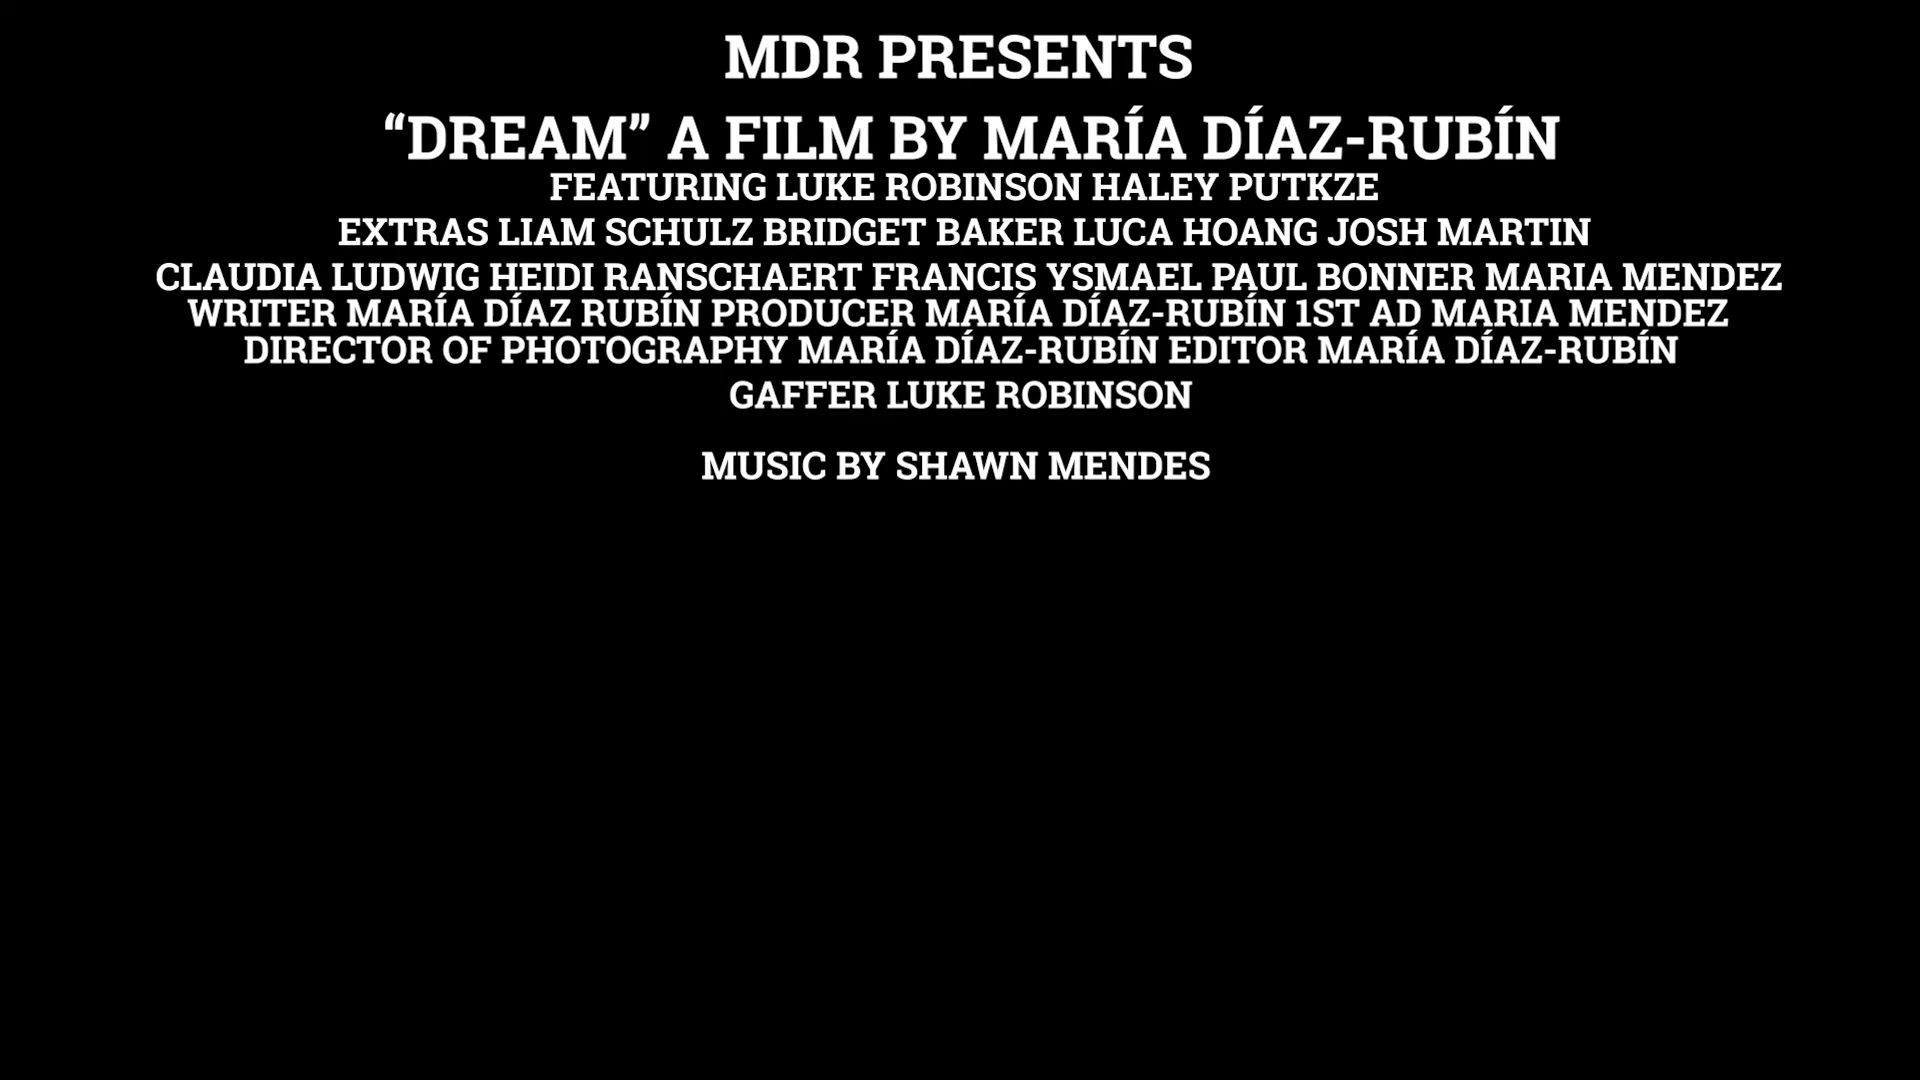 MDR PRESENTS
“DREAM” A FILM BY MARÍA DÍAZ-RUBÍN
FEATURING LUKE ROBINSON HALEY PUTKZE
EXTRAS LIAM SCHULZ BRIDGET BAKER LUCA HOANG JOSH MARTIN
CLAUDIA LUDWIG HEIDI RANSCHAERT FRANCIS YSMAEL PAUL BONNER MARIA MENDEZ
WRITER MARÍA DÍAZ RUBÍN PRODUCER MARÍA DÍAZ-RUBÍN 1ST AD MARIA MENDEZ
DIRECTOR OF PHOTOGRAPHY MARÍA DÍAZ-RUBÍN EDITOR MARÍA DÍAZ-RUBÍN
GAFFER LUKE ROBINSON
MUSIC BY SHAWN MENDES